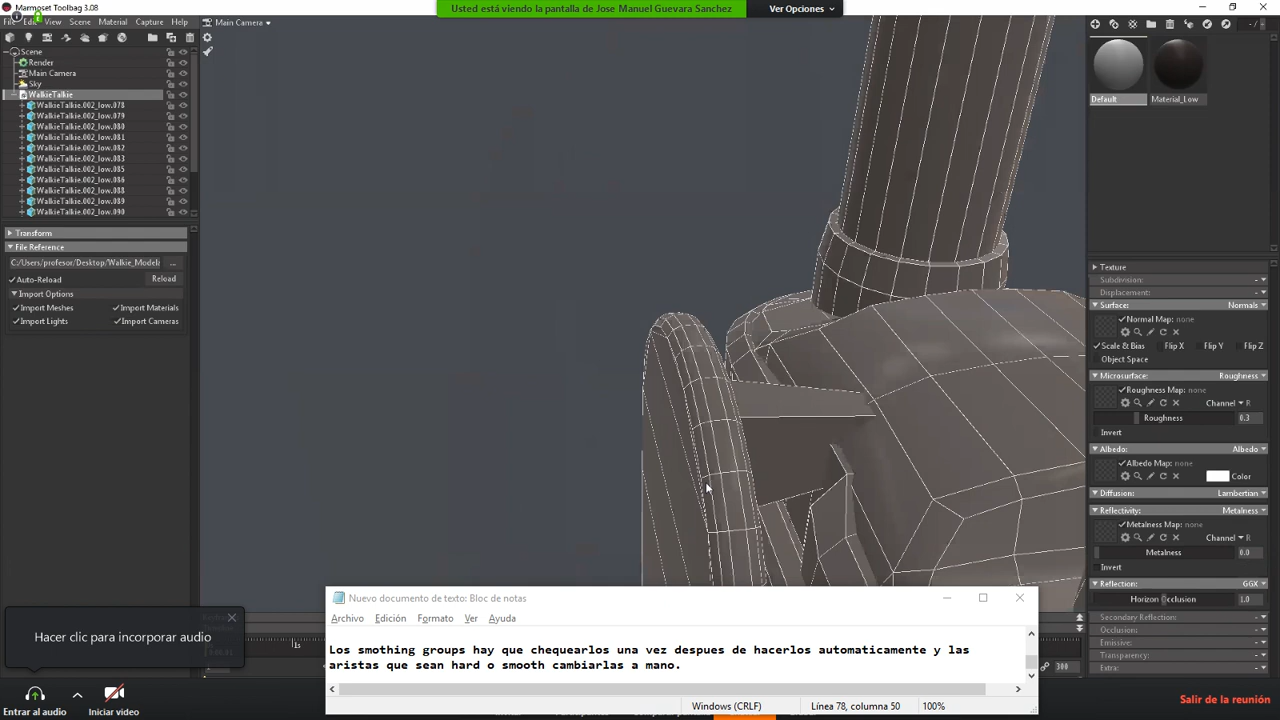 Marmoset Toolbag 3.08
Usted está viendo la pantalla de Jose Manuel Guevara Sanchez
Ver Opciones
File Edit View Scene Material Capture Help
Main Camera
Scene
Render
Main Camera
Sky
WalkieTalkie
WalkieTalkie.002_low.078
WalkieTalkie.002_low.079
WalkieTalkie.002_low.080
WalkieTalkie.002_low.081
WalkieTalkie.002_low.082
WalkieTalkie.002_low.083
WalkieTalkie.002_low.085
WalkieTalkie.002_low.086
WalkieTalkie.002_low.088
WalkieTalkie.002_low.089
WalkieTalkie.002_low.090
Transform
File Reference
C:/Users/profesor/Desktop/Walkie_Modela ...
Auto-Reload Reload
Import Options
Import Meshes Import Materials
Import Lights Import Cameras
Default Material_Low
Texture
Subdivision:
Displacement:
Surface: Normals
Normal Map: none
Scale & Bias Flip X Flip Y Flip Z
Object Space
Microsurface: Roughness
Roughness Map: none
Channel R
Roughness 0.3
Invert
Albedo: Albedo
Albedo Map: none
Color
Diffusion: Lambertian
Reflectivity: Metalness
Metalness Map: none
Channel R
Metalness 0.0
Invert
Reflection: GGX
Horizon Occlusion 1.0
Secondary Reflection:
Occlusion:
Emissive:
Transparency:
Extra:
1s
300
Nuevo documento de texto: Bloc de notas
Archivo Edición Formato Ver Ayuda
Los smothing groups hay que chequearlos una vez despues de hacerlos automaticamente y las
aristas que sean hard o smooth cambiarlas a mano.
Windows (CRLF) Línea 78, columna 50 100%
Hacer clic para incorporar audio
Entrar al audio Iniciar video
Salir de la reunión